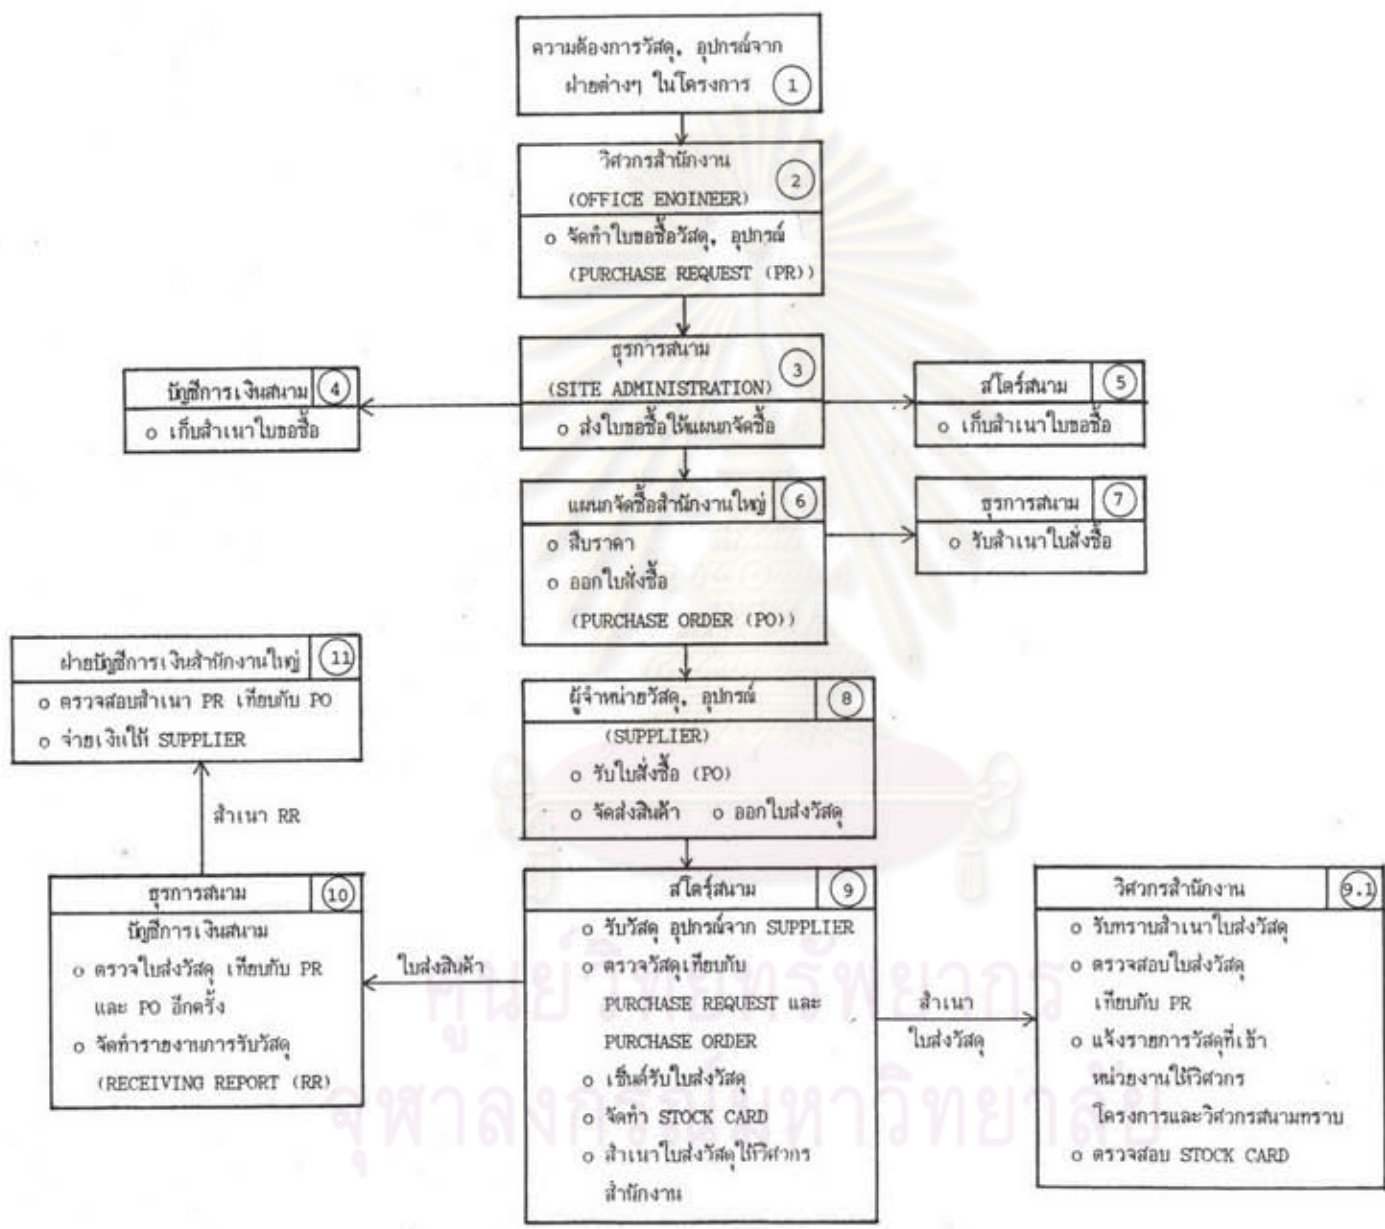 ความต้องการวัสดุ, อุปกรณ์จาก
ฝ่ายต่างๆ ในโครงการ 1
วิศวกรสำนักงาน
2
(OFFICE ENGINEER)
o จัดทำใบขอซื้อวัสดุ, อุปกรณ์
(PURCHASE REQUEST (PR))
ธุรการสนาม
3
(SITE ADMINISTRATION)
o ส่งใบขอซื้อให้แผนกจัดซื้อ
บัญชีการเงินสนาม 4
o เก็บสำเนาใบขอซื้อ
สโตร์สนาม 5
o เก็บสำเนาใบขอซื้อ
แผนกจัดซื้อสำนักงานใหญ่ 6
o สืบราคา
o ออกใบสั่งซื้อ
(PURCHASE ORDER (PO))
ธุรการสนาม 7
o รับสำเนาใบสั่งซื้อ
ผู้จำหน่ายวัสดุ, อุปกรณ์ 8
(SUPPLIER)
o รับใบสั่งซื้อ (PO)
o จัดส่งสินค้า o ออกใบส่งวัสดุ
ฝ่ายบัญชีการเงินสำนักงานใหญ่ 11
o ตรวจสอบสำเนา PR เทียบกับ PO
o จ่ายเงินให้ SUPPLIER
สำเนา RR
ธุรการสนาม 10
บัญชีการเงินสนาม
o ตรวจใบส่งวัสดุ เทียบกับ PR
และ PO อีกครั้ง
o จัดทำรายงานการรับวัสดุ
(RECEIVING REPORT (RR))
ใบส่งสินค้า
สโตร์สนาม 9
o รับวัสดุ อุปกรณ์จาก SUPPLIER
o ตรวจวัสดุเทียบกับ
PURCHASE REQUEST และ
PURCHASE ORDER
o เซ็นต์รับใบส่งวัสดุ
o จัดทำ STOCK CARD
o สำเนาใบส่งวัสดุให้วิศวกร
สำนักงาน
สำเนา
ใบส่งวัสดุ
วิศวกรสำนักงาน 9.1
o รับทราบสำเนาใบส่งวัสดุ
o ตรวจสอบใบส่งวัสดุ
เทียบกับ PR
o แจ้งรายการวัสดุที่เข้า
หน่วยงานให้วิศวกร
โครงการและวิศวกรสนามทราบ
o ตรวจสอบ STOCK CARD
ศูนย์วิทยทรัพยากร
จุฬาลงกรณ์มหาวิทยาลัย